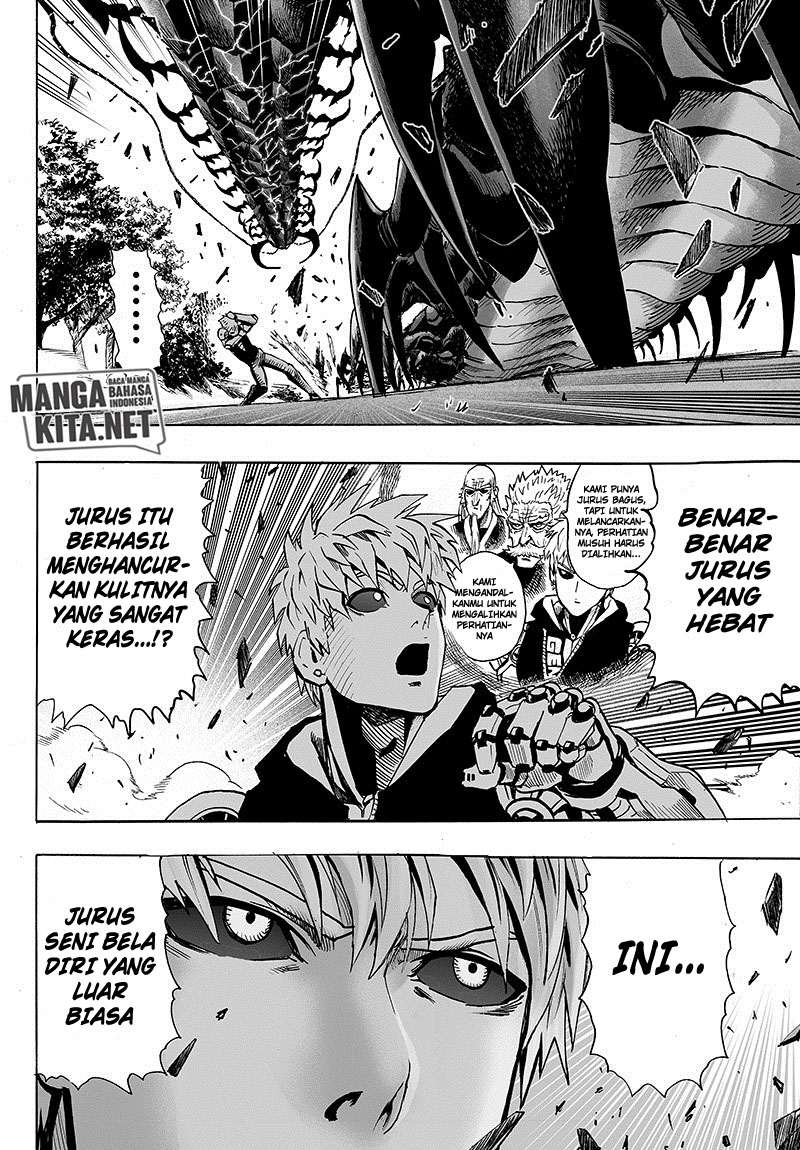 .....
MANGA
KITA.NET
BACA MANGA
BAHASA
INDONESIA
BENAR-
BENAR
JURUS
YANG
HEBAT
KAMI PUNYA
JURUS BAGUS,
TAPI UNTUK
MELANCARKAN-
NYA, PERHATIAN
MUSUH HARUS
DIALIHKAN...
KAMI
MENGANDAL-
KANMU UNTUK
MENGALIHKAN
PERHATIAN-
NYA
GEN
JURUS ITU
BERHASIL
MENGHANCUR-
KAN KULITNYA
YANG SANGAT
KERAS...!?
INI...
JURUS
SENI BELA
DIRI YANG
LUAR
BIASA